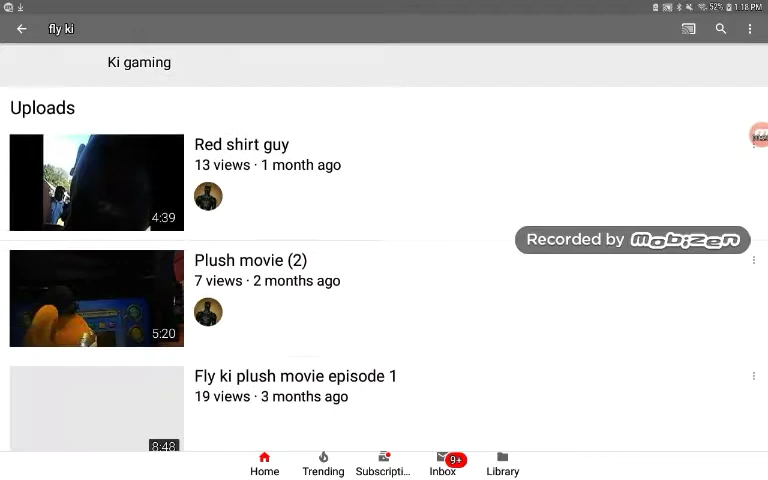 52% 1:18 PM
fly ki
Ki gaming
Uploads
Red shirt guy
13 views · 1 month ago
4:39
Recorded by mobizen
Plush movie (2)
7 views · 2 months ago
5:20
Fly ki plush movie episode 1
19 views · 3 months ago
8:48
Home Trending Subscripti... Inbox 9+ Library